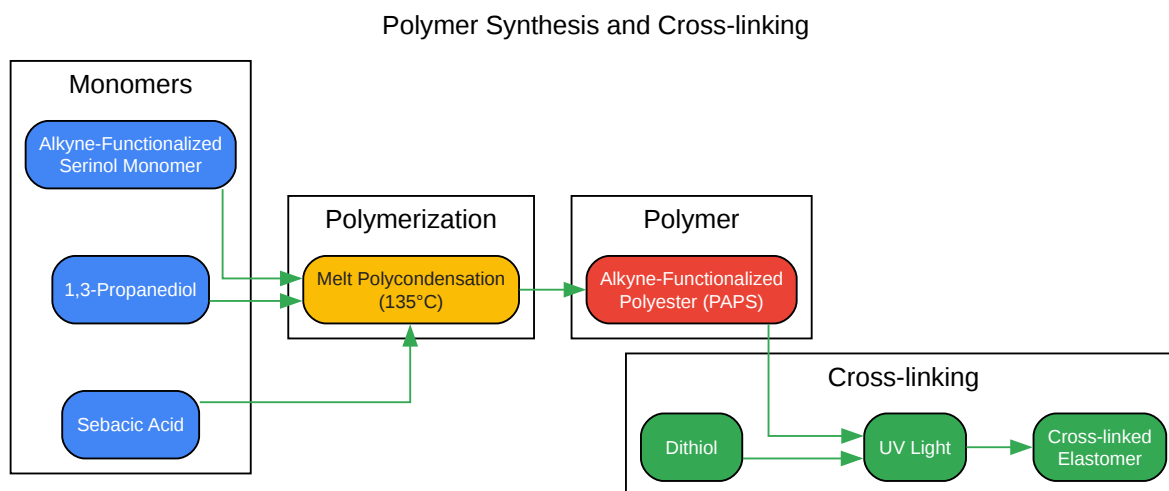 Polymer Synthesis and Cross-linking
Monomers
Alkyne-Functionalized
Serinol Monomer
1,3-Propanediol
Sebacic Acid
Polymerization
Melt Polycondensation
(135°C)
Polymer
Alkyne-Functionalized
Polyester (PAPS)
Cross-linking
Dithiol
UV Light
Cross-linked
Elastomer